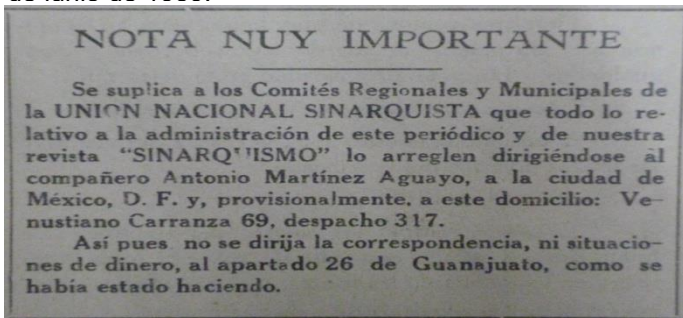 NOTA NUY IMPORTANTE
Se suplica a los Comités Regionales y Municipales de
la UNION NACIONAL SINARQUISTA que todo lo re-
lativo a la administración de este periódico y de nuestra
revista "SINARQUISMO" lo arreglen dirigiéndose al
compañero Antonio Martínez Aguayo, a la ciudad de
México, D. F. y, provisionalmente, a este domicilio: Ve-
nustiano Carranza 69, despacho 317.
Así pues no se dirija la correspondencia, ni situacio-
nes de dinero, al apartado 26 de Guanajuato, como se
había estado haciendo.